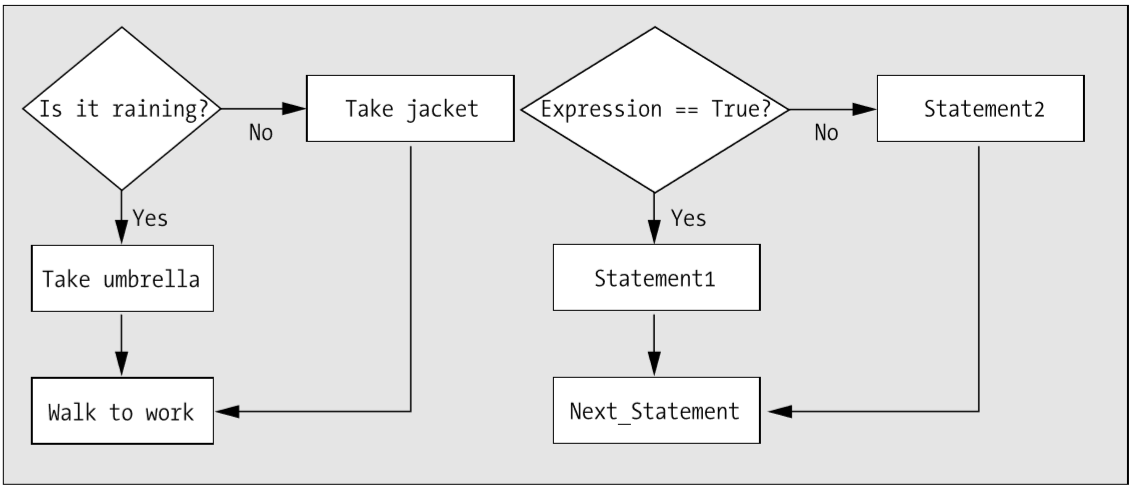 Is it raining?
No
Take jacket
Yes
Take umbrella
Walk to work
Expression == True?
No
Statement2
Yes
Statement1
Next_Statement